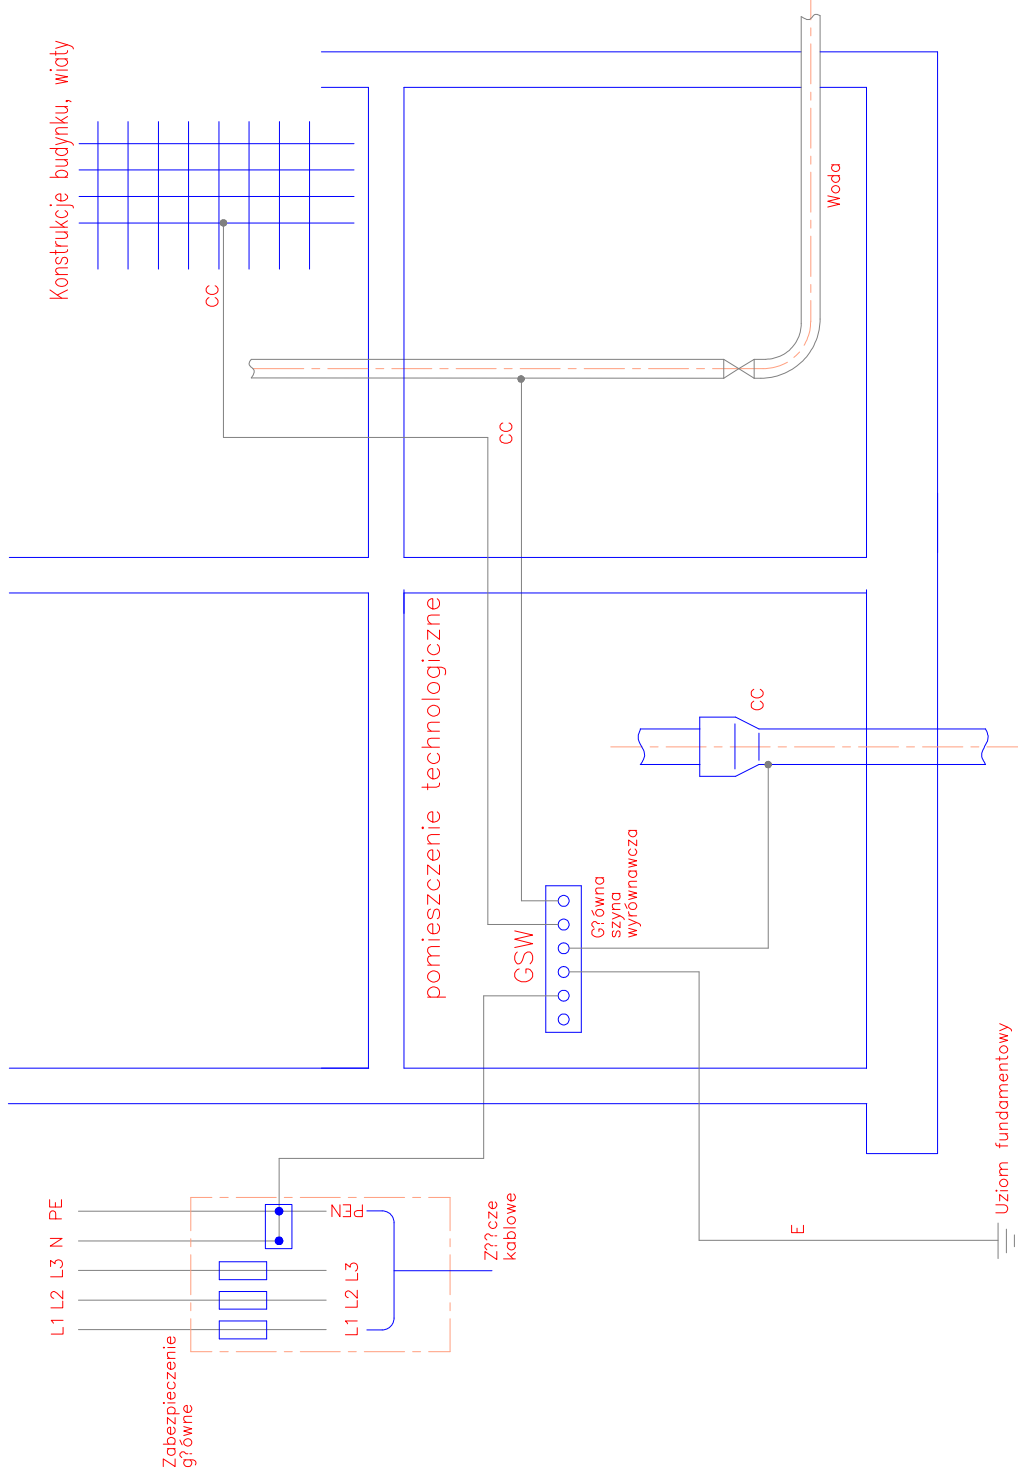 Konstrukcje budynku, wiaty
CC
Woda
CC
pomieszczenie technologiczne
CC
GSW
G?ówna
szyna
wyrównawcza
Uziom fundamentowy
E
L1 L2 L3 N PE
PEN
L1 L2 L3
Z??cze
kablowe
Zabezpieczenie
g?ówne